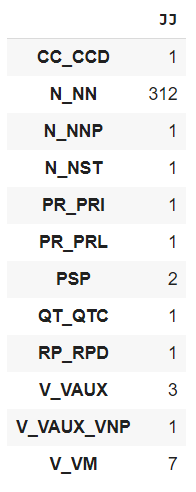 JJ
CC_CCD 1
N_NN 312
N_NNP 1
N_NST 1
PR_PRI 1
PR_PRL 1
PSP 2
QT_QTC 1
RP_RPD 1
V_VAUX 3
V_VAUX_VNP 1
V_VM 7